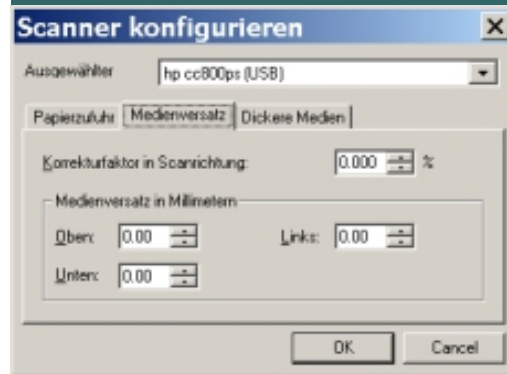 Scanner konfigurieren
Ausgewählter hp cc800ps (USB)
Papierzufuhr Medienversatz Dickere Medien
Korrekturfaktor in Scanrichtung: 0.000 %
Medienversatz in Millimetern
Oben: 0.00 Links: 0.00
Unten: 0.00
OK Cancel